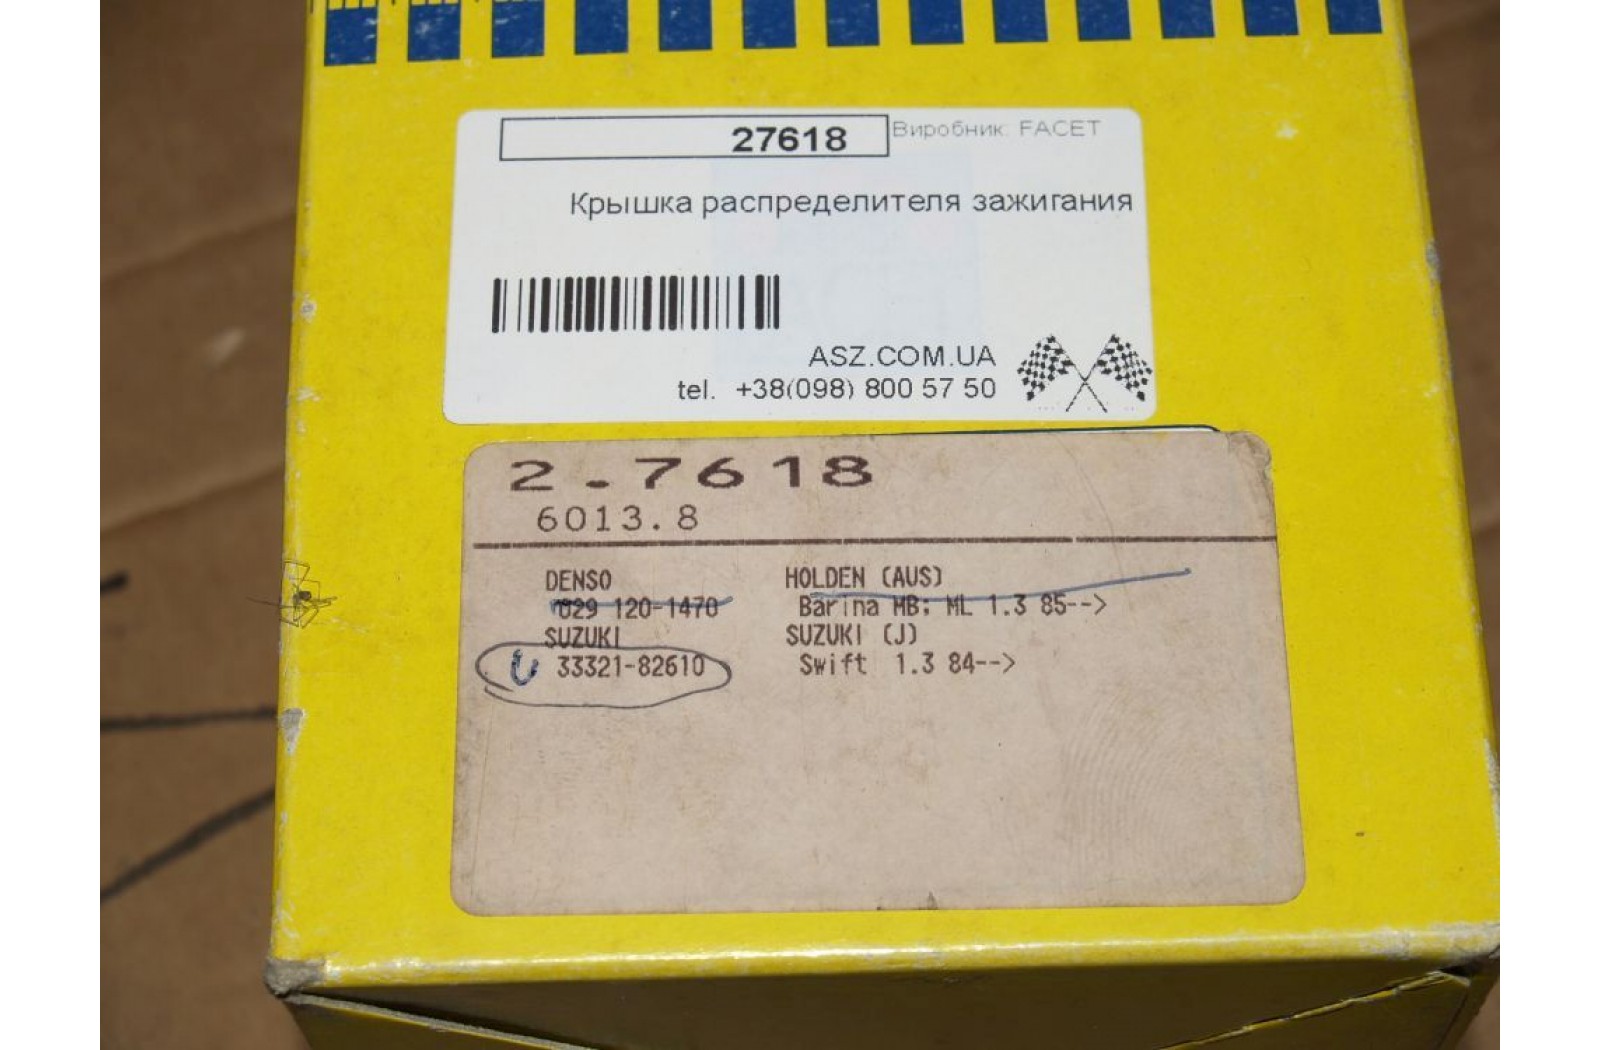 27618
Виробник: FACET
Крышка распределителя зажигания
ASZ.COM.UA
tel. +38(098) 800 57 50
2.7618
6013.8
DENSO
029 120-1470
SUZUKI
33321-82610
HOLDEN (AUS)
Barina MB; ML 1.3 85-->
SUZUKI (J)
Swift 1.3 84-->